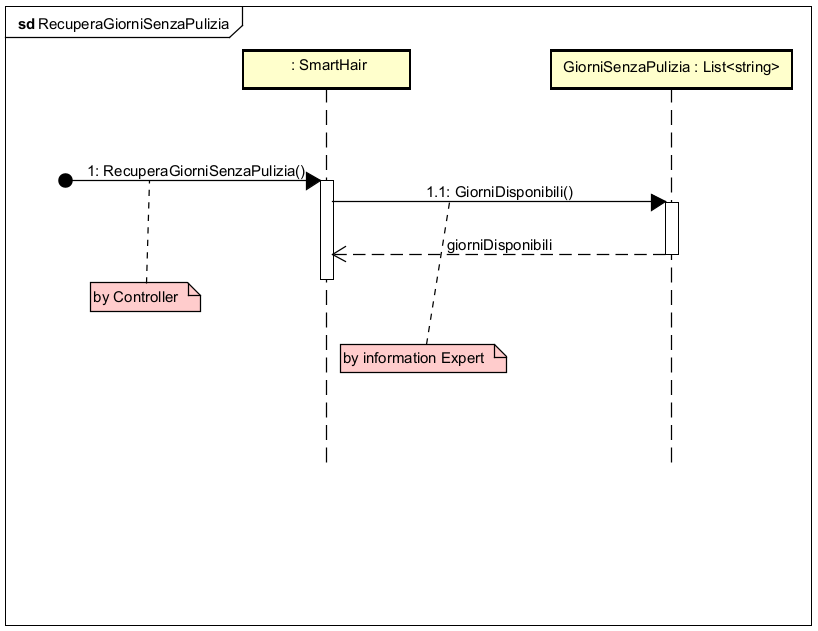 sd RecuperaGiorniSenzaPulizia
: SmartHair
GiorniSenzaPulizia : List<string>
1: RecuperaGiorniSenzaPulizia()
1.1: GiorniDisponibili()
giorniDisponibili
by Controller
by information Expert